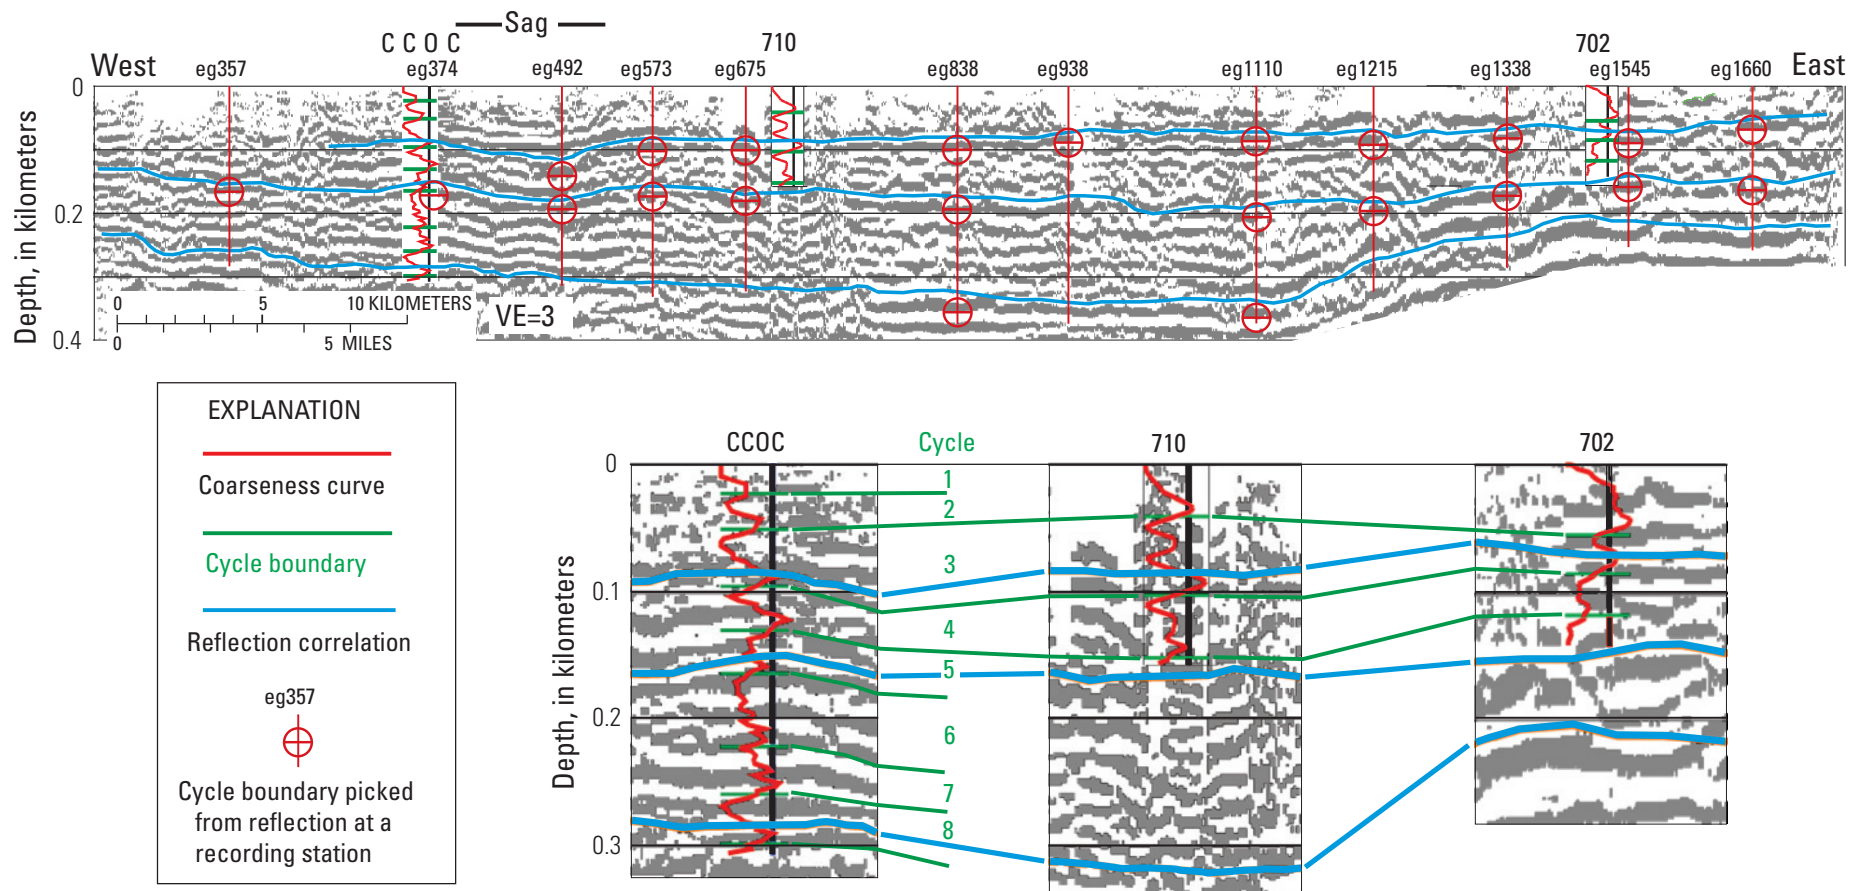 Sag
C C O C
710
702
West
eg357
eg374
eg492
eg573
eg675
eg838
eg938
eg1110
eg1215
eg1338
eg1545
eg1660
East
0
0.2
0.4
Depth, in kilometers
0
5
10 KILOMETERS
0
5 MILES
VE=3
EXPLANATION
Coarseness curve
Cycle boundary
Reflection correlation
eg357
Cycle boundary picked
from reflection at a
recording station
CCOC
Cycle
710
702
0
0.1
0.2
0.3
Depth, in kilometers
1
2
3
4
5
6
7
8